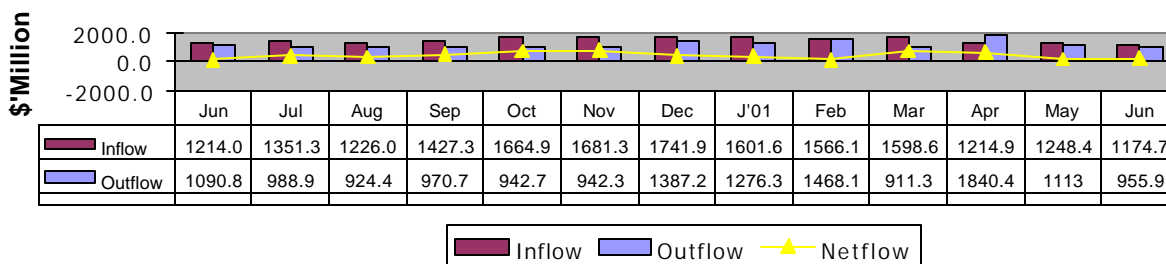 $'Million
2000.0
0.0
-2000.0
Jun Jul Aug Sep Oct Nov Dec J'01 Feb Mar Apr May Jun
Inflow 1214.0 1351.3 1226.0 1427.3 1664.9 1681.3 1741.9 1601.6 1566.1 1598.6 1214.9 1248.4 1174.7
Outflow 1090.8 988.9 924.4 970.7 942.7 942.3 1387.2 1276.3 1468.1 911.3 1840.4 1113 955.9
Inflow Outflow Netflow